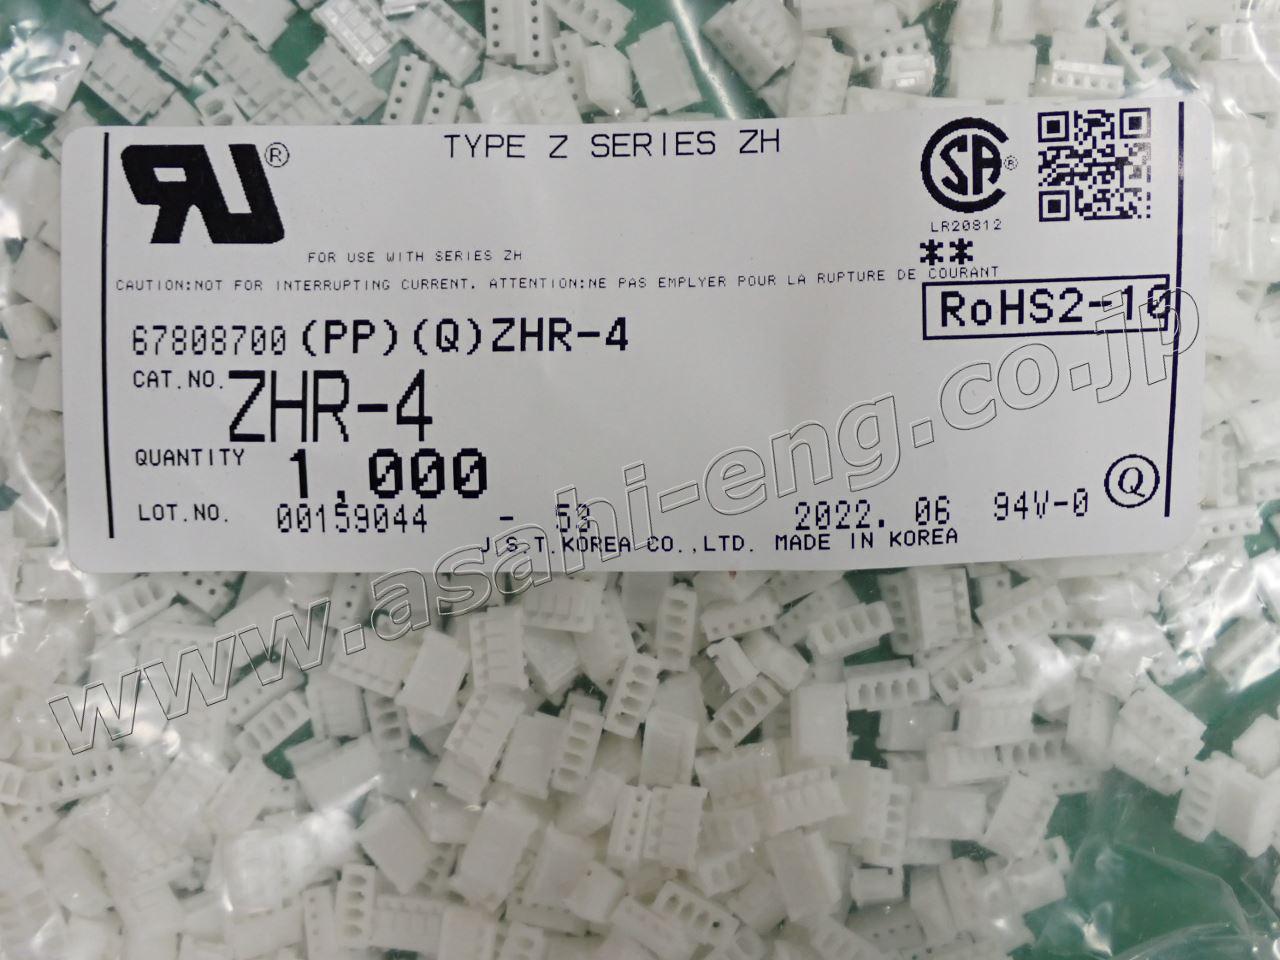 TYPE Z SERIES ZH
RU®
CSA®
LR20812
**
FOR USE WITH SERIES ZH
CAUTION:NOT FOR INTERRUPTING CURRENT. ATTENTION:NE PAS EMPLYER POUR LA RUPTURE DE COURANT
RoHS2-10
67808700 (PP)(Q)ZHR-4
CAT.NO. ZHR-4
QUANTITY 1,000
Q
LOT.NO. 00159044 - 53 2022. 06 94V-0
J.S.T.KOREA CO.,LTD. MADE IN KOREA
www.asahi-eng.co.jp